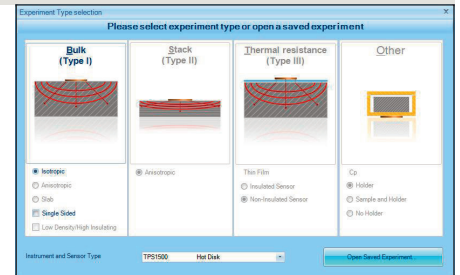 Experiment Type selection
x
Please select experiment type or open a saved experiment
Bulk
(Type I)
Isotropic
Anisotropic
Slab
Single Sided
Low Density/High Insulating
Stack
(Type II)
Anisotropic
Thermal resistance
(Type III)
Thin Film
Insulated Sensor
Non-Insulated Sensor
Other
Cp
Holder
Sample and Holder
No Holder
Instrument and Sensor Type
TPS1500 Hot Disk
Open Saved Experiment...